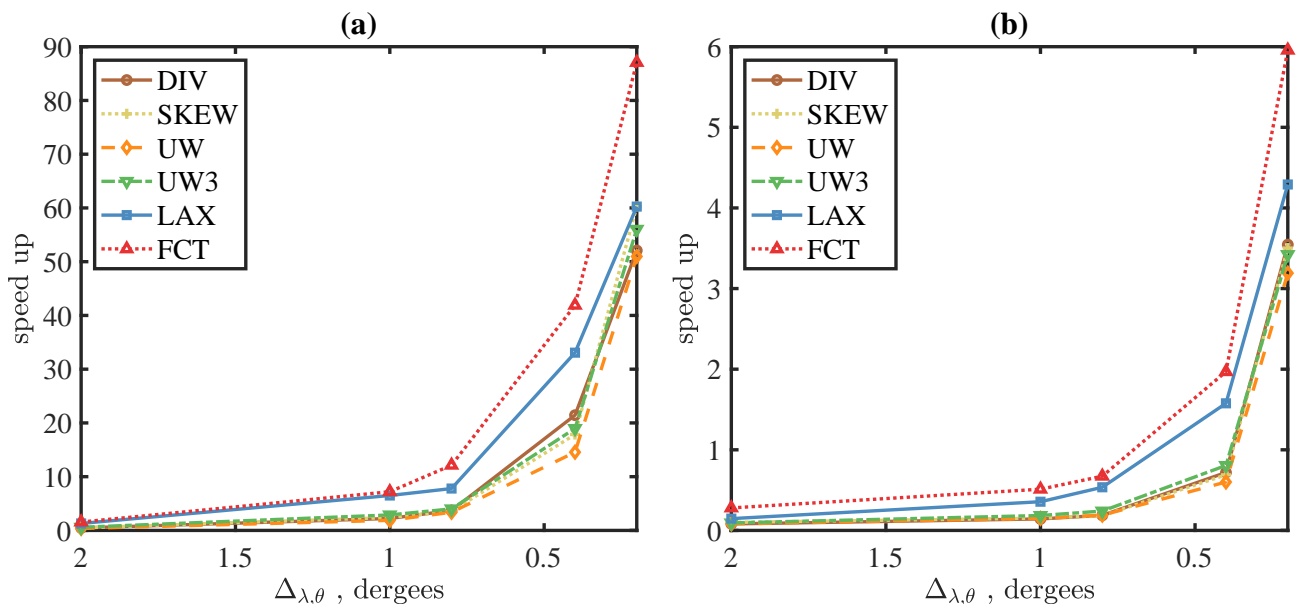 (a)
90
80
70
60
50
40
30
20
10
0
2
1.5
1
0.5
speed up
Δλ,θ , dergees
DIV
SKEW
UW
UW3
LAX
FCT
(b)
6
5
4
3
2
1
0
2
1.5
1
0.5
speed up
Δλ,θ , dergees
DIV
SKEW
UW
UW3
LAX
FCT